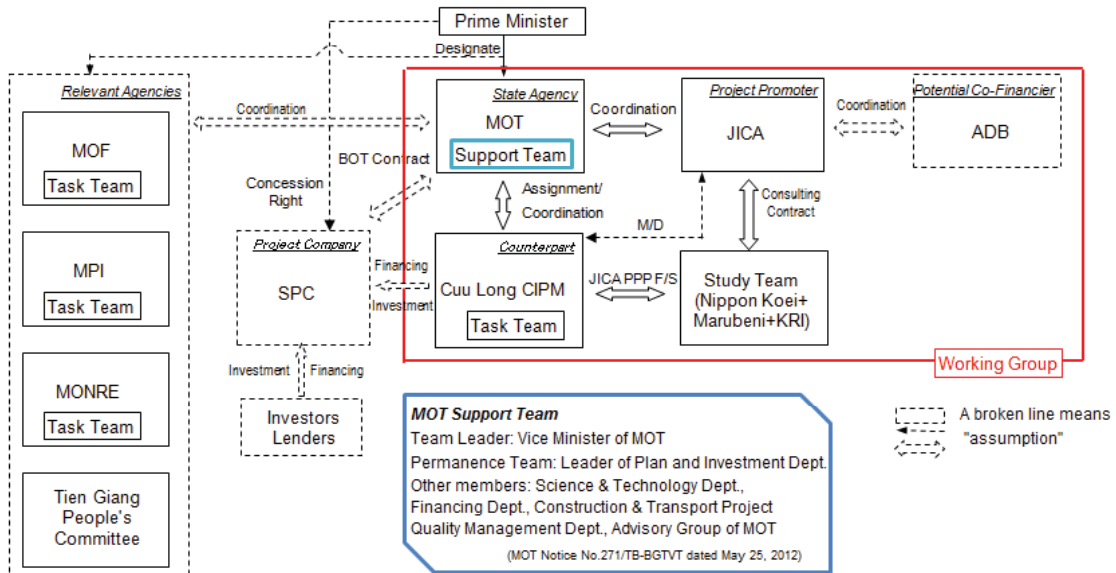 Prime Minister
Designate
Relevant Agencies
MOF
Task Team
MPI
Task Team
MONRE
Task Team
Tien Giang
People's
Committee
Coordination
BOT Contract
Concession
Right
Project Company
SPC
Investment
Financing
Investors
Lenders
Financing
Investment
State Agency
MOT
Support Team
Assignment/
Coordination
Counterpart
Cuu Long CIPM
Task Team
Coordination
Project Promoter
JICA
Coordination
Potential Co-Financier
ADB
M/D
Consulting
Contract
JICA PPP F/S
Study Team
(Nippon Koei+
Marubeni+KRI)
Working Group
MOT Support Team
Team Leader: Vice Minister of MOT
Permanence Team: Leader of Plan and Investment Dept.
Other members: Science & Technology Dept.,
Financing Dept., Construction & Transport Project
Quality Management Dept., Advisory Group of MOT
(MOT Notice No.271/TB-BGTVT dated May 25, 2012)
A broken line means
"assumption"